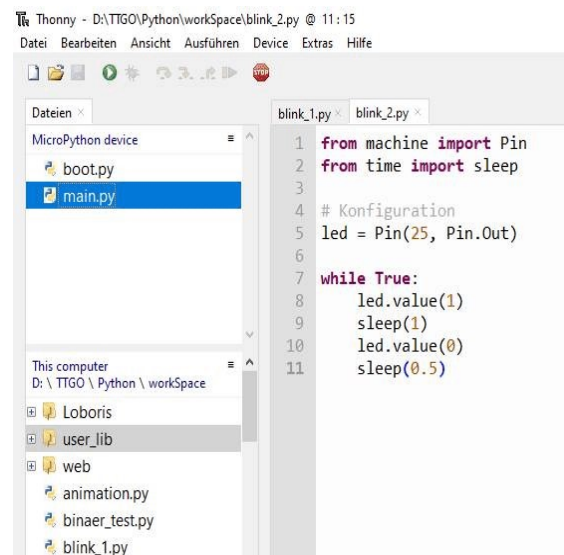 Thonny - D:\TTGO\Python\workSpace\blink_2.py @ 11 : 15
Datei Bearbeiten Ansicht Ausführen Device Extras Hilfe
STOP
Dateien ×
MicroPython device
boot.py
main.py
This computer
D: \ TTGO \ Python \ workSpace
Loboris
user_lib
web
animation.py
binaer_test.py
blink_1.py
blink_1.py × blink_2.py ×
1 from machine import Pin
2 from time import sleep
3
4 # Konfiguration
5 led = Pin(25, Pin.Out)
6
7 while True:
8 led.value(1)
9 sleep(1)
10 led.value(0)
11 sleep(0.5)